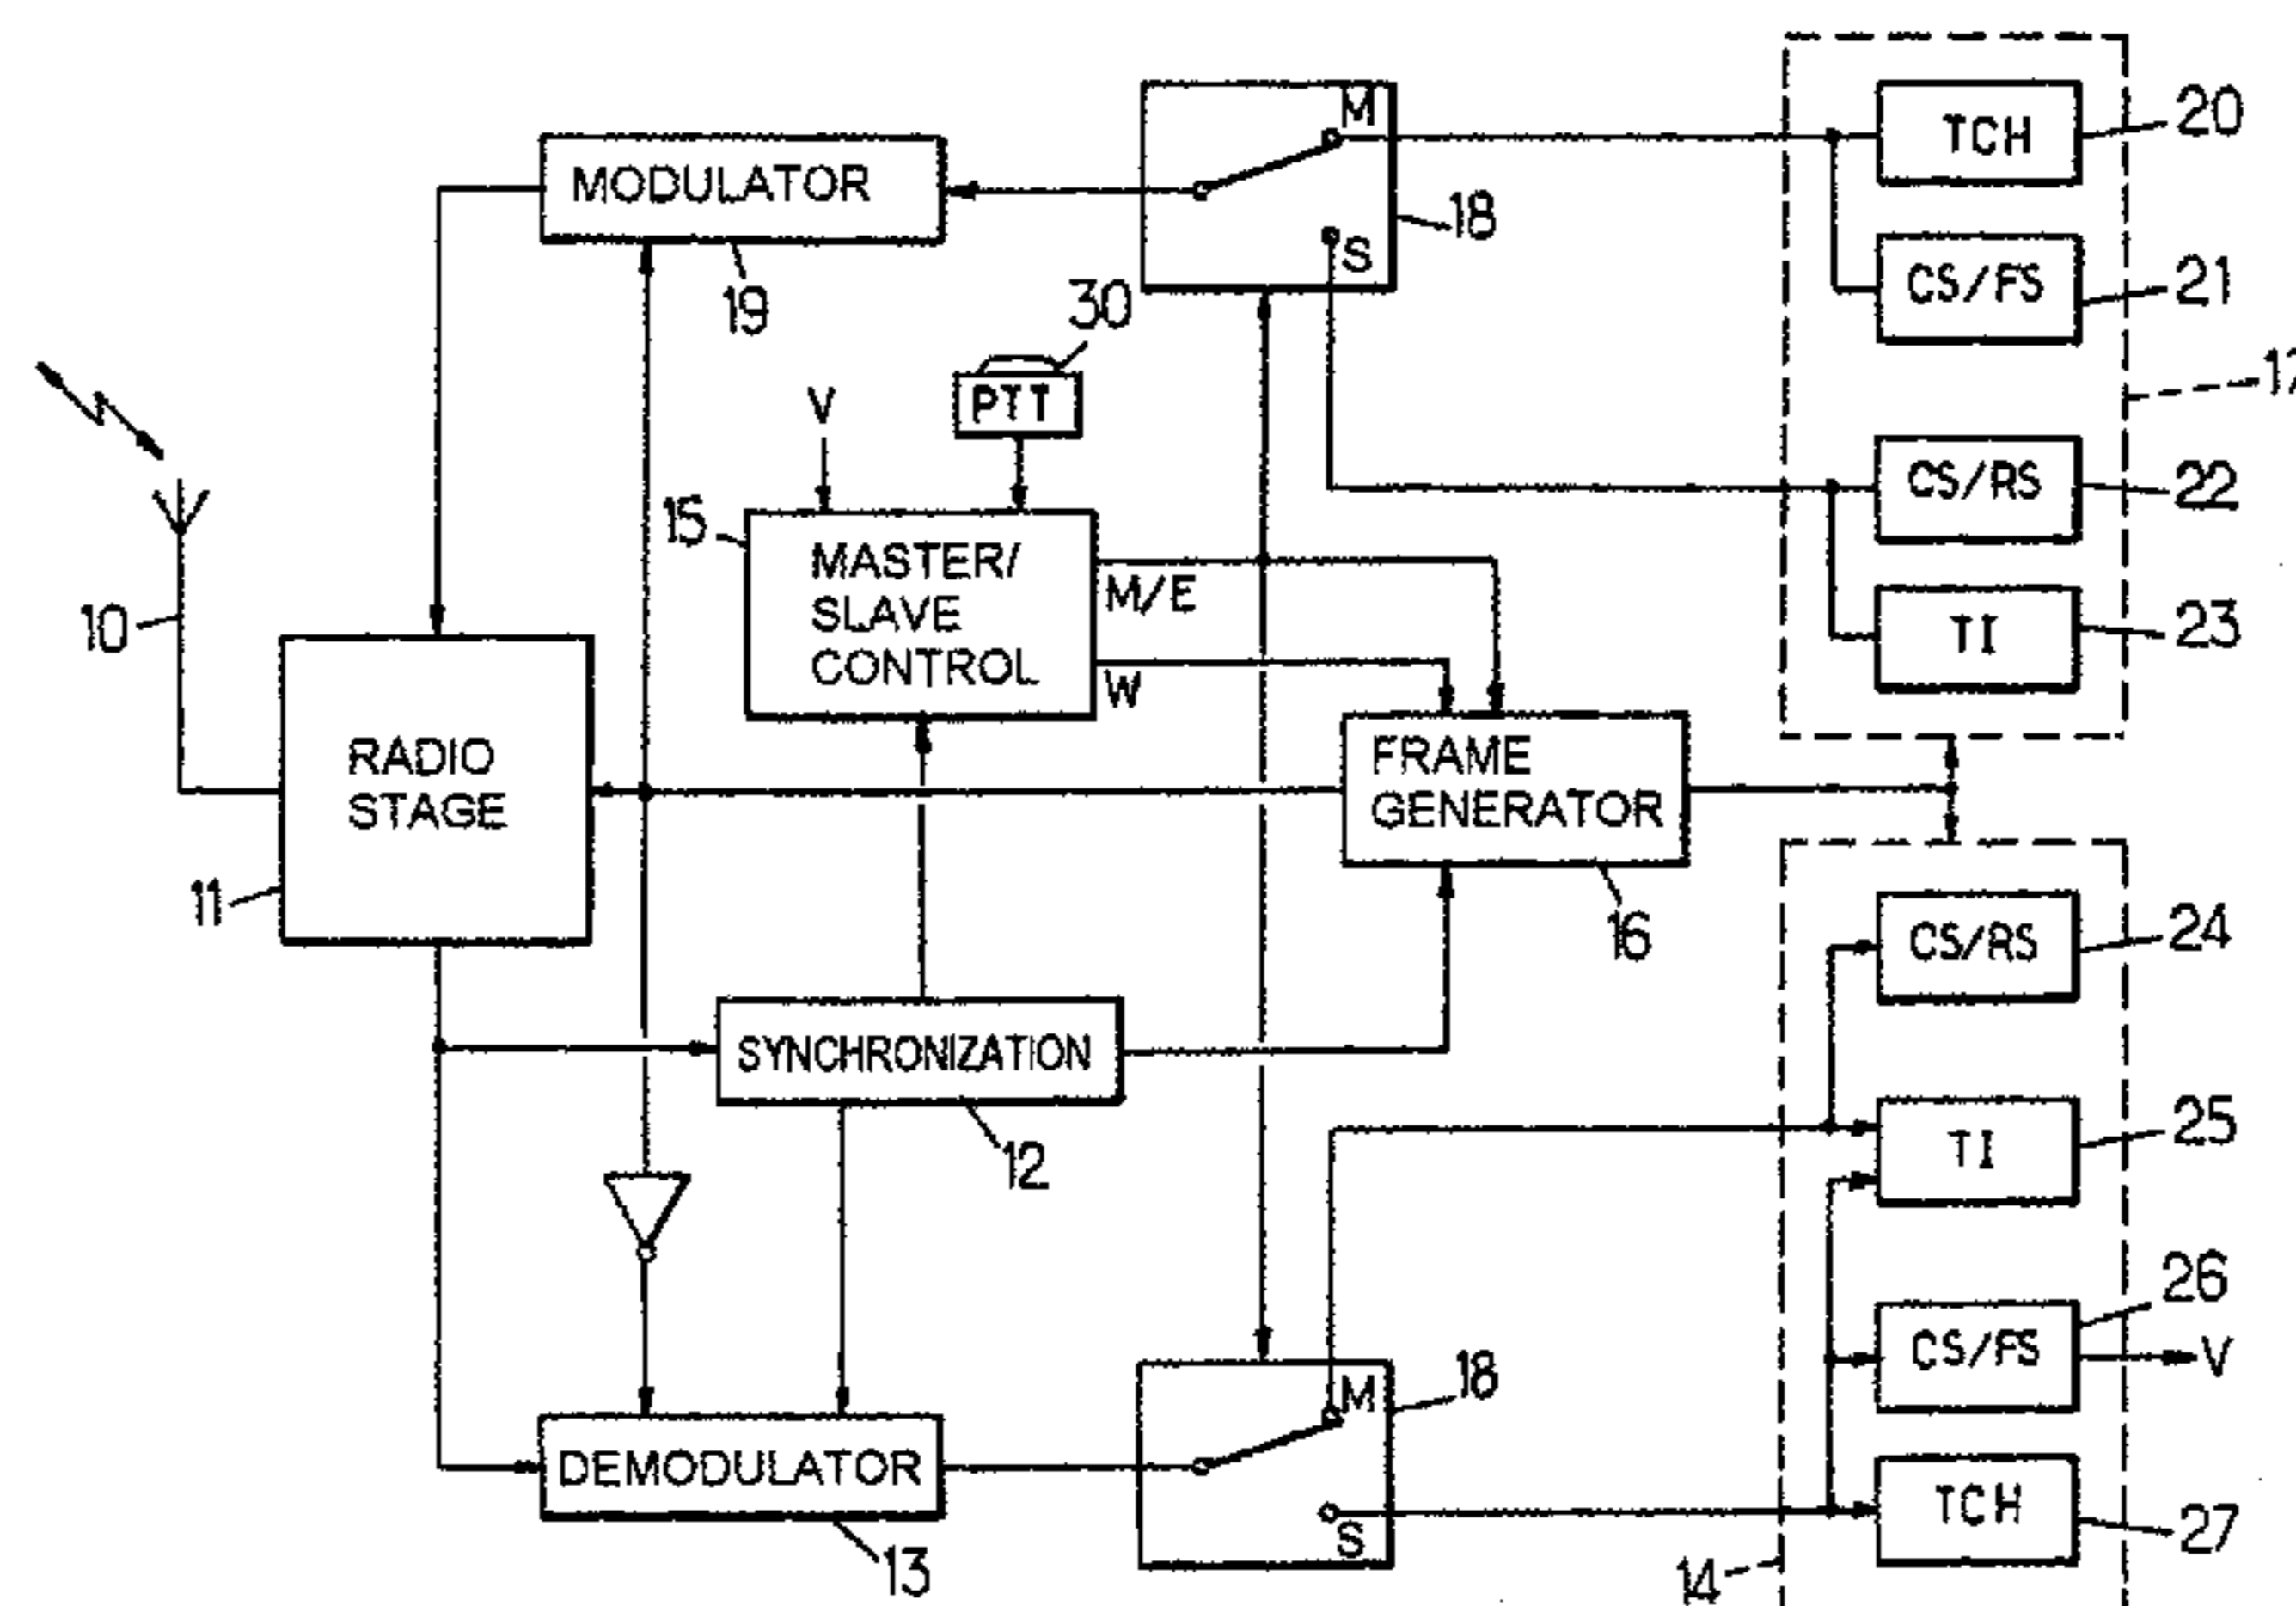 M
TCH
20
MODULATOR
18
S
CS/FS
21
19
30
V
PTT
CS/RS
22
15
MASTER/
SLAVE
CONTROL
M/E
W
10
TI
23
RADIO
STAGE
FRAME
GENERATOR
11
16
CS/RS
24
SYNCHRONIZATION
12
TI
25
26
CS/FS
V
M
18
DEMODULATOR
S
TCH
27
13
14